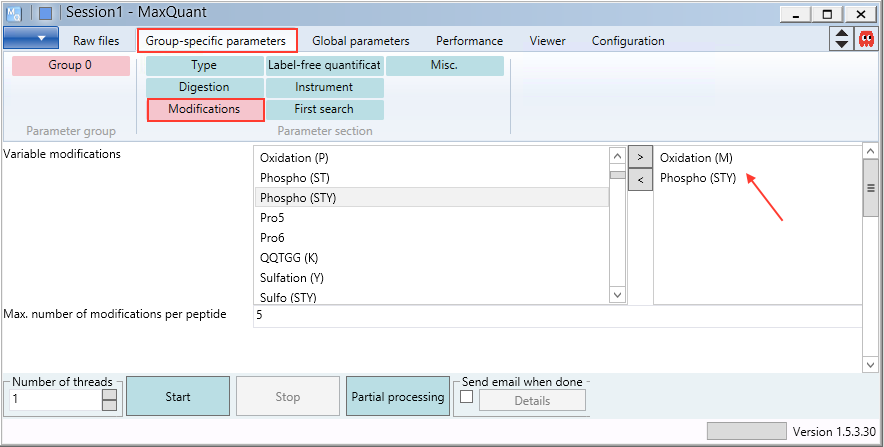 Session1 - MaxQuant
Raw files
Group-specific parameters
Global parameters
Performance
Viewer
Configuration
Group 0
Type
Label-free quantificat
Misc.
Digestion
Instrument
Modifications
First search
Parameter group
Parameter section
Variable modifications
Oxidation (P)
Phospho (ST)
Phospho (STY)
Pro5
Pro6
QQTGG (K)
Sulfation (Y)
Sulfo (STY)
>
<
Oxidation (M)
Phospho (STY)
Max. number of modifications per peptide
5
Number of threads
1
Start
Stop
Partial processing
Send email when done
Details
Version 1.5.3.30